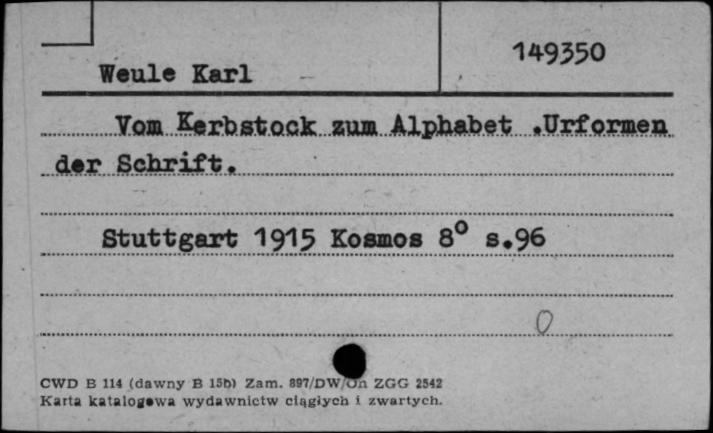 149350
Weule Karl
Vom Kerbstock zum Alphabet .Urformen
der Schrift.
Stuttgart 1915 Kosmos 8° s.96
0
CWD B 114 (dawny B 15b) Zam. 897/DW/On ZGG 2542
Karta katalogowa wydawnictw ciągłych i zwartych.